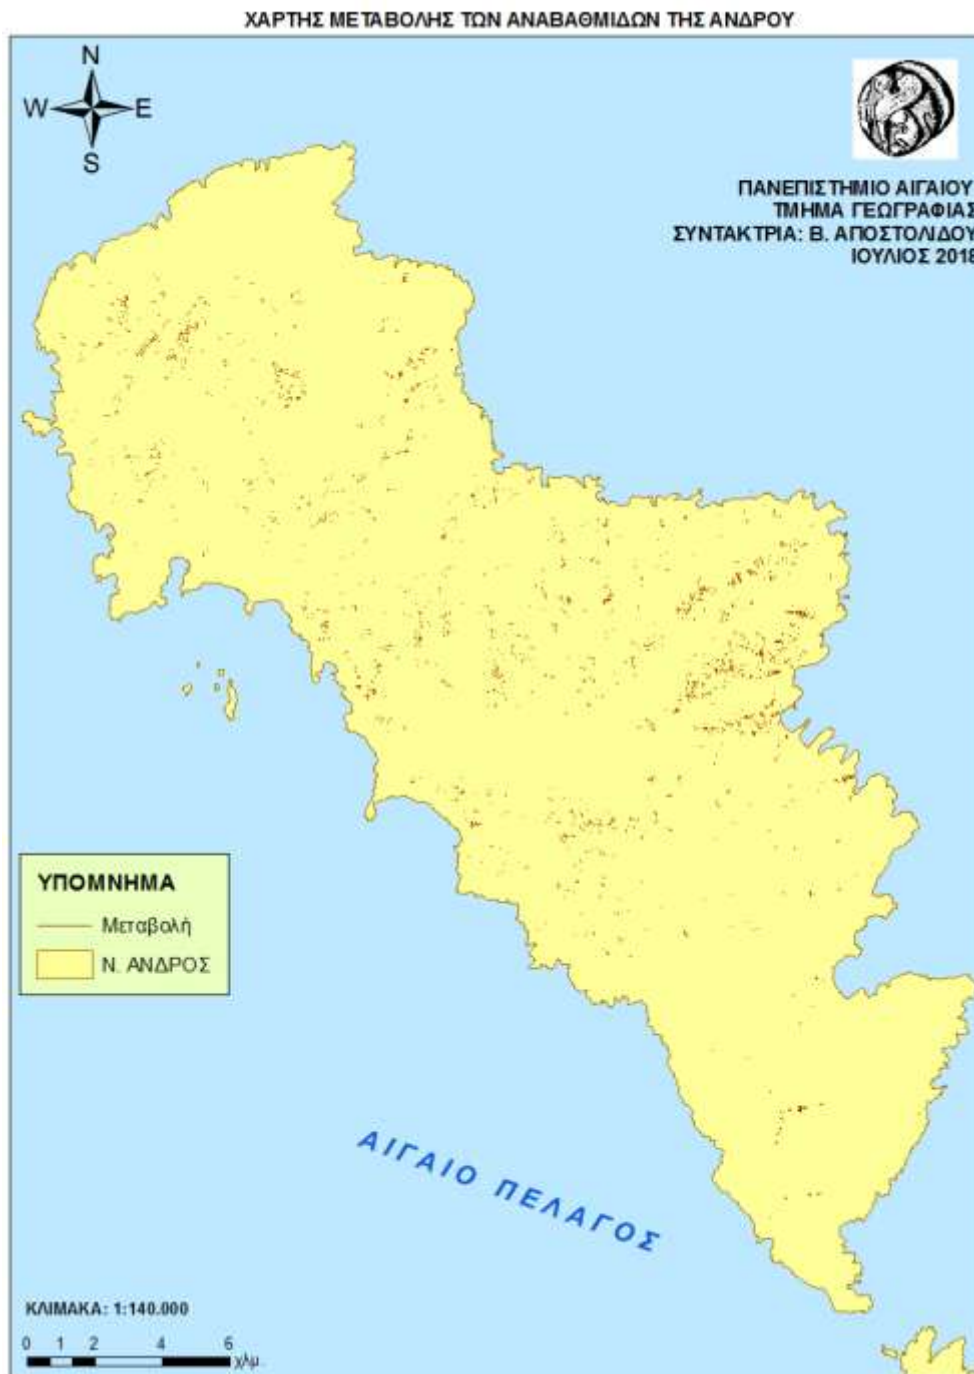 ΧΑΡΤΗΣ ΜΕΤΑΒΟΛΗΣ ΤΩΝ ΑΝΑΒΑΘΜΙΔΩΝ ΤΗΣ ΑΝΔΡΟΥ
N
W E
S
ΠΑΝΕΠΙΣΤΗΜΙΟ ΑΙΓΑΙΟΥ
ΤΜΗΜΑ ΓΕΩΓΡΑΦΙΑΣ
ΣΥΝΤΑΚΤΡΙΑ: Β. ΑΠΟΣΤΟΛΙΔΟΥ
ΙΟΥΛΙΟΣ 2018
ΥΠΟΜΝΗΜΑ
Μεταβολή
Ν. ΑΝΔΡΟΣ
ΑΙΓΑΙΟ ΠΕΛΑΓΟΣ
ΚΛΙΜΑΚΑ: 1:140.000
0 1 2 4 6
χλμ.